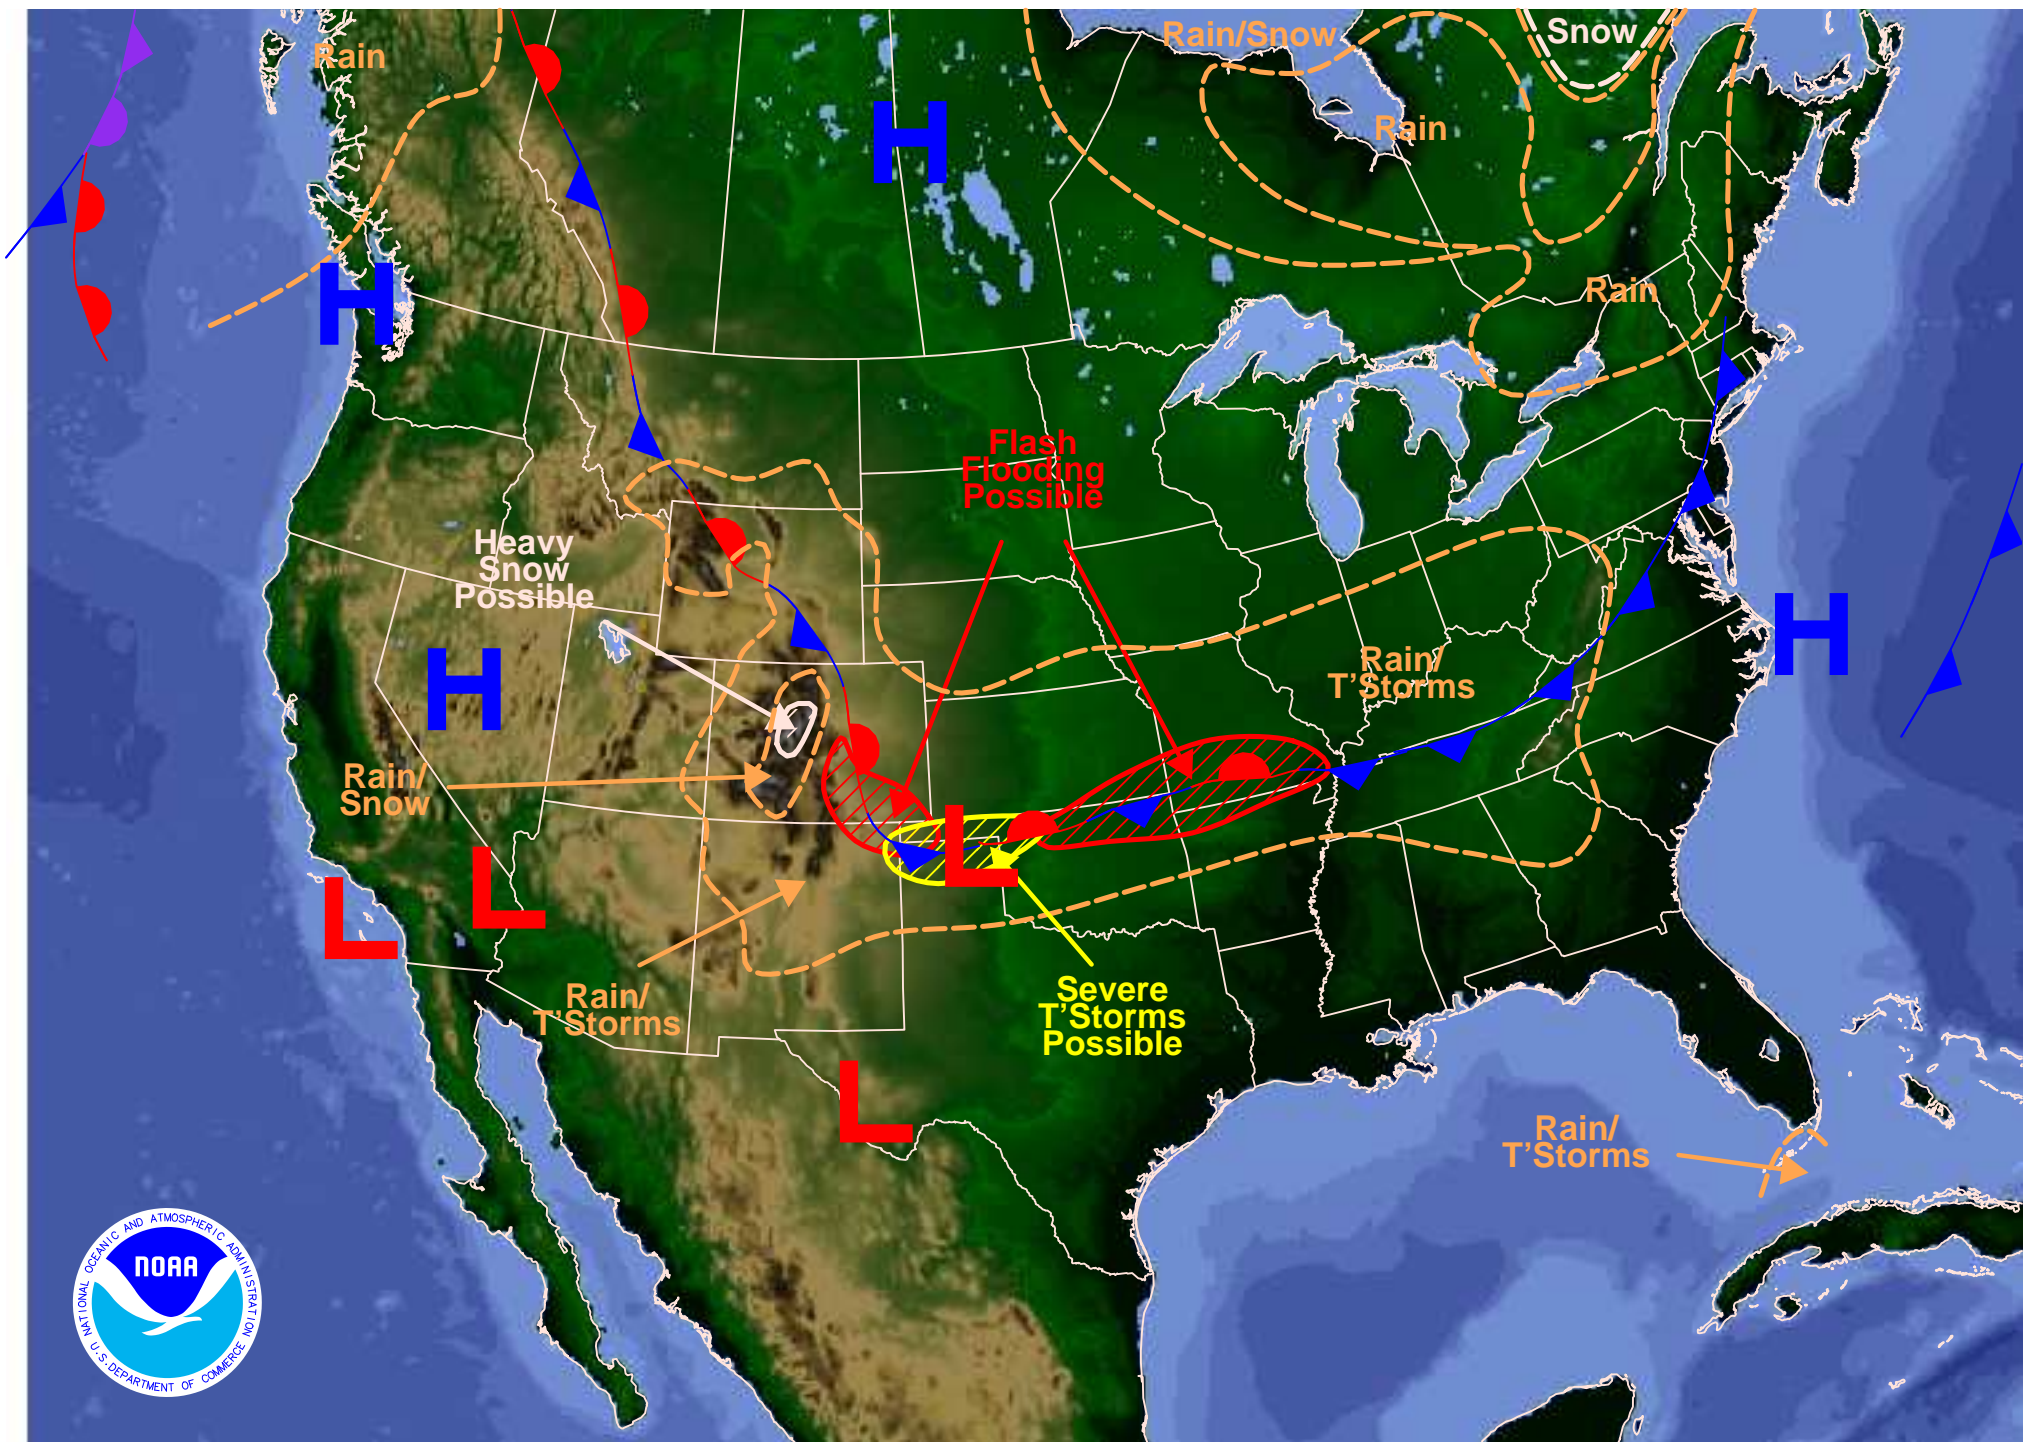 Rain
Rain/Snow
Snow
Rain
H
H
Rain
Flash
Flooding
Possible
Heavy
Snow
Possible
H
H
Rain/
T'Storms
Rain/
Snow
L
L
L
Rain/
T'Storms
Severe
T'Storms
Possible
L
Rain/
T'Storms
NATIONAL OCEANIC AND ATMOSPHERIC ADMINISTRATION
NOAA
U.S. DEPARTMENT OF COMMERCE